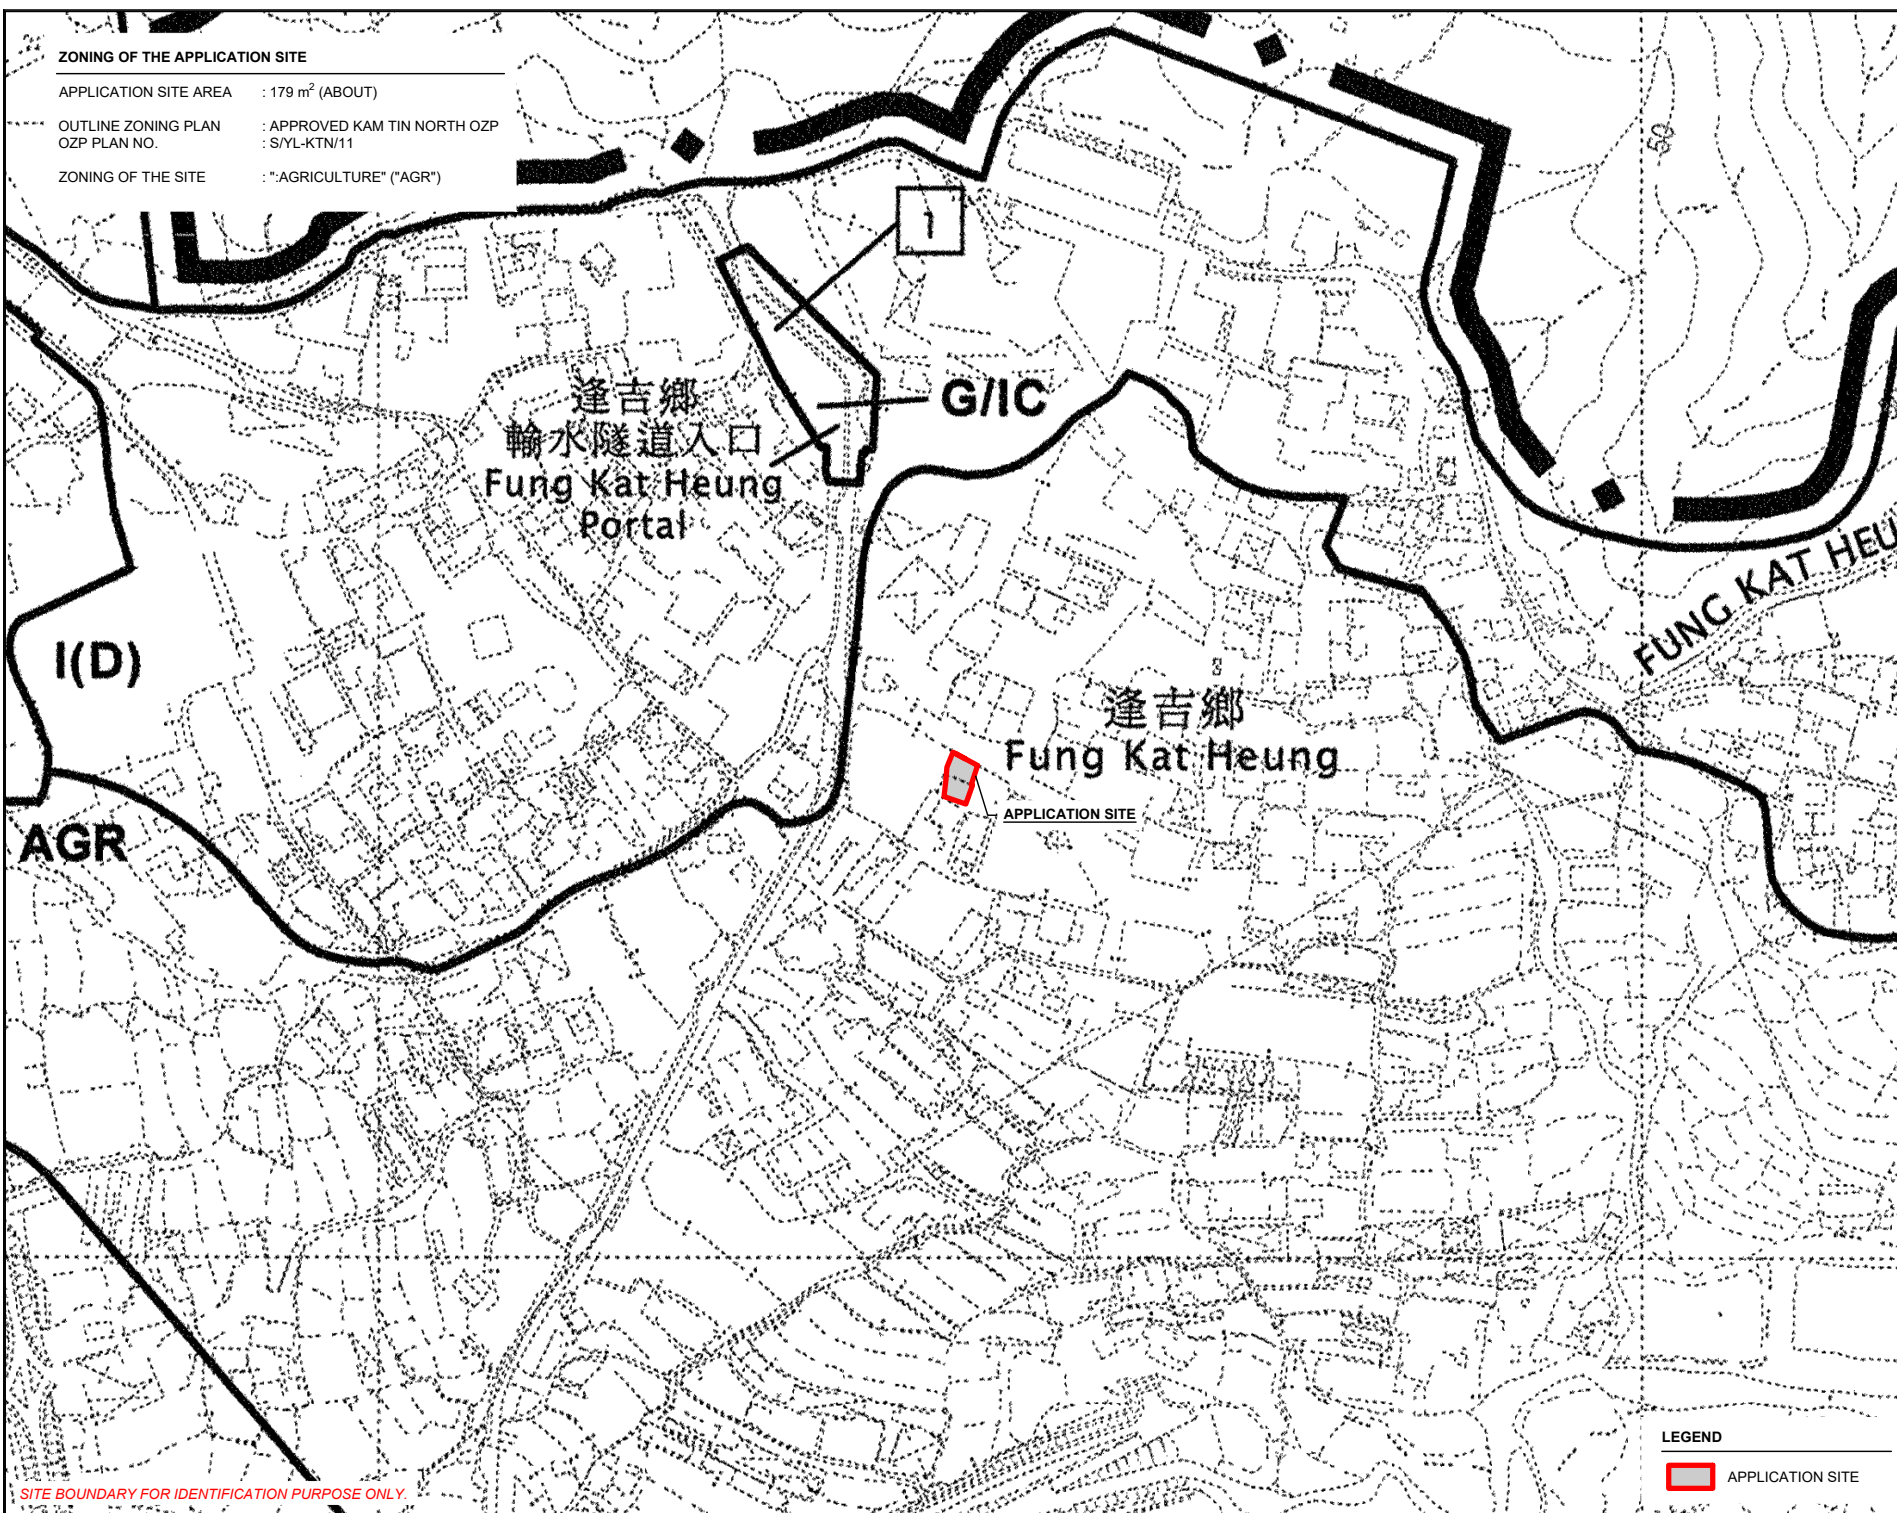 ZONING OF THE APPLICATION SITE
APPLICATION SITE AREA : 179 m² (ABOUT)
OUTLINE ZONING PLAN : APPROVED KAM TIN NORTH OZP
OZP PLAN NO. : S/YL-KTN/11
ZONING OF THE SITE : ":AGRICULTURE" ("AGR")
50
1
G/IC
逢吉鄉
輸水隧道入口
Fung Kat Heung
Portal
FUNG KAT HEU
I(D)
逢吉鄉
Fung Kat Heung
APPLICATION SITE
AGR
LEGEND
APPLICATION SITE
SITE BOUNDARY FOR IDENTIFICATION PURPOSE ONLY.